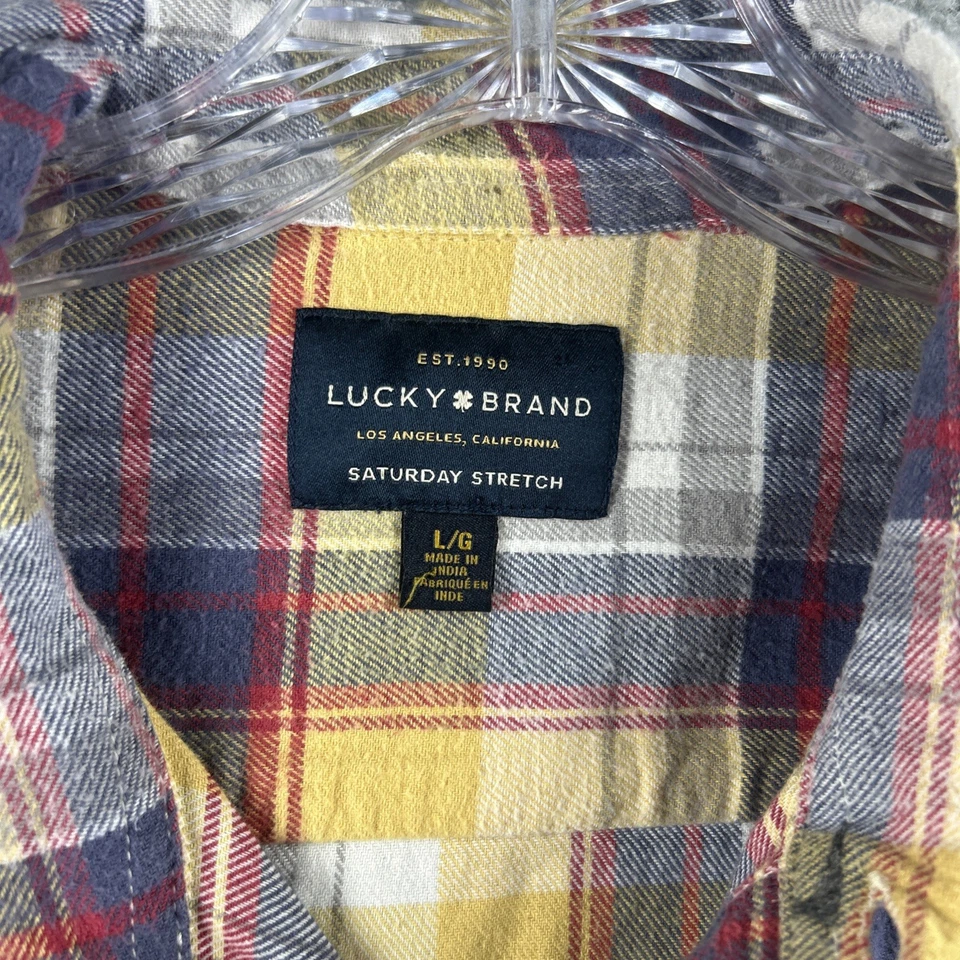 EST.1990
LUCKY BRAND
LOS ANGELES, CALIFORNIA
SATURDAY STRETCH
L/G
MADE IN
INDIA
FABRIQUÉ EN
INDE